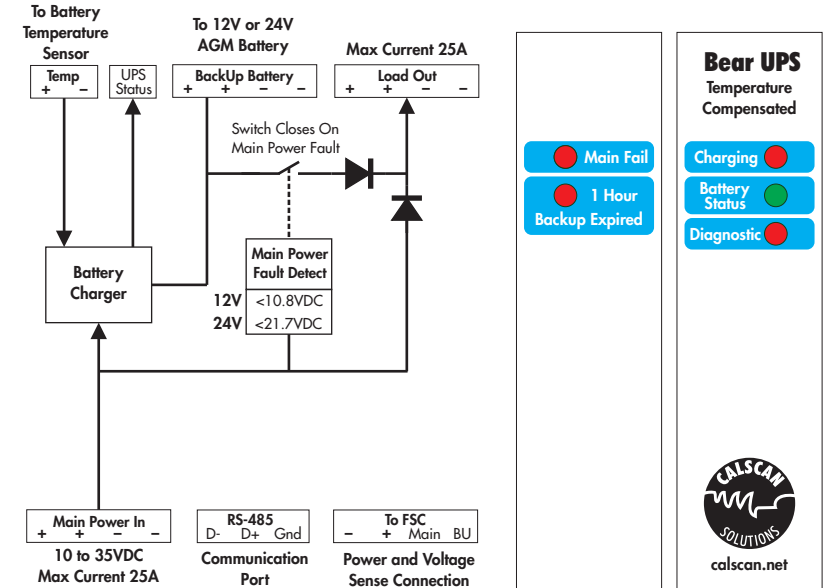 To Battery
Temperature
Sensor
Temp
+ –
UPS
Status
To 12V or 24V
AGM Battery
BackUp Battery
+ + – –
Max Current 25A
Load Out
+ + – –
Switch Closes On
Main Power Fault
Battery
Charger
Main Power
Fault Detect
12V <10.8VDC
24V <21.7VDC
Main Power In
+ + – –
10 to 35VDC
Max Current 25A
RS-485
D- D+ Gnd
Communication
Port
To FSC
– + Main BU
Power and Voltage
Sense Connection
Main Fail
1 Hour
Backup Expired
Bear UPS
Temperature
Compensated
Charging
Battery
Status
Diagnostic
CALSCAN
SOLUTIONS
calscan.net